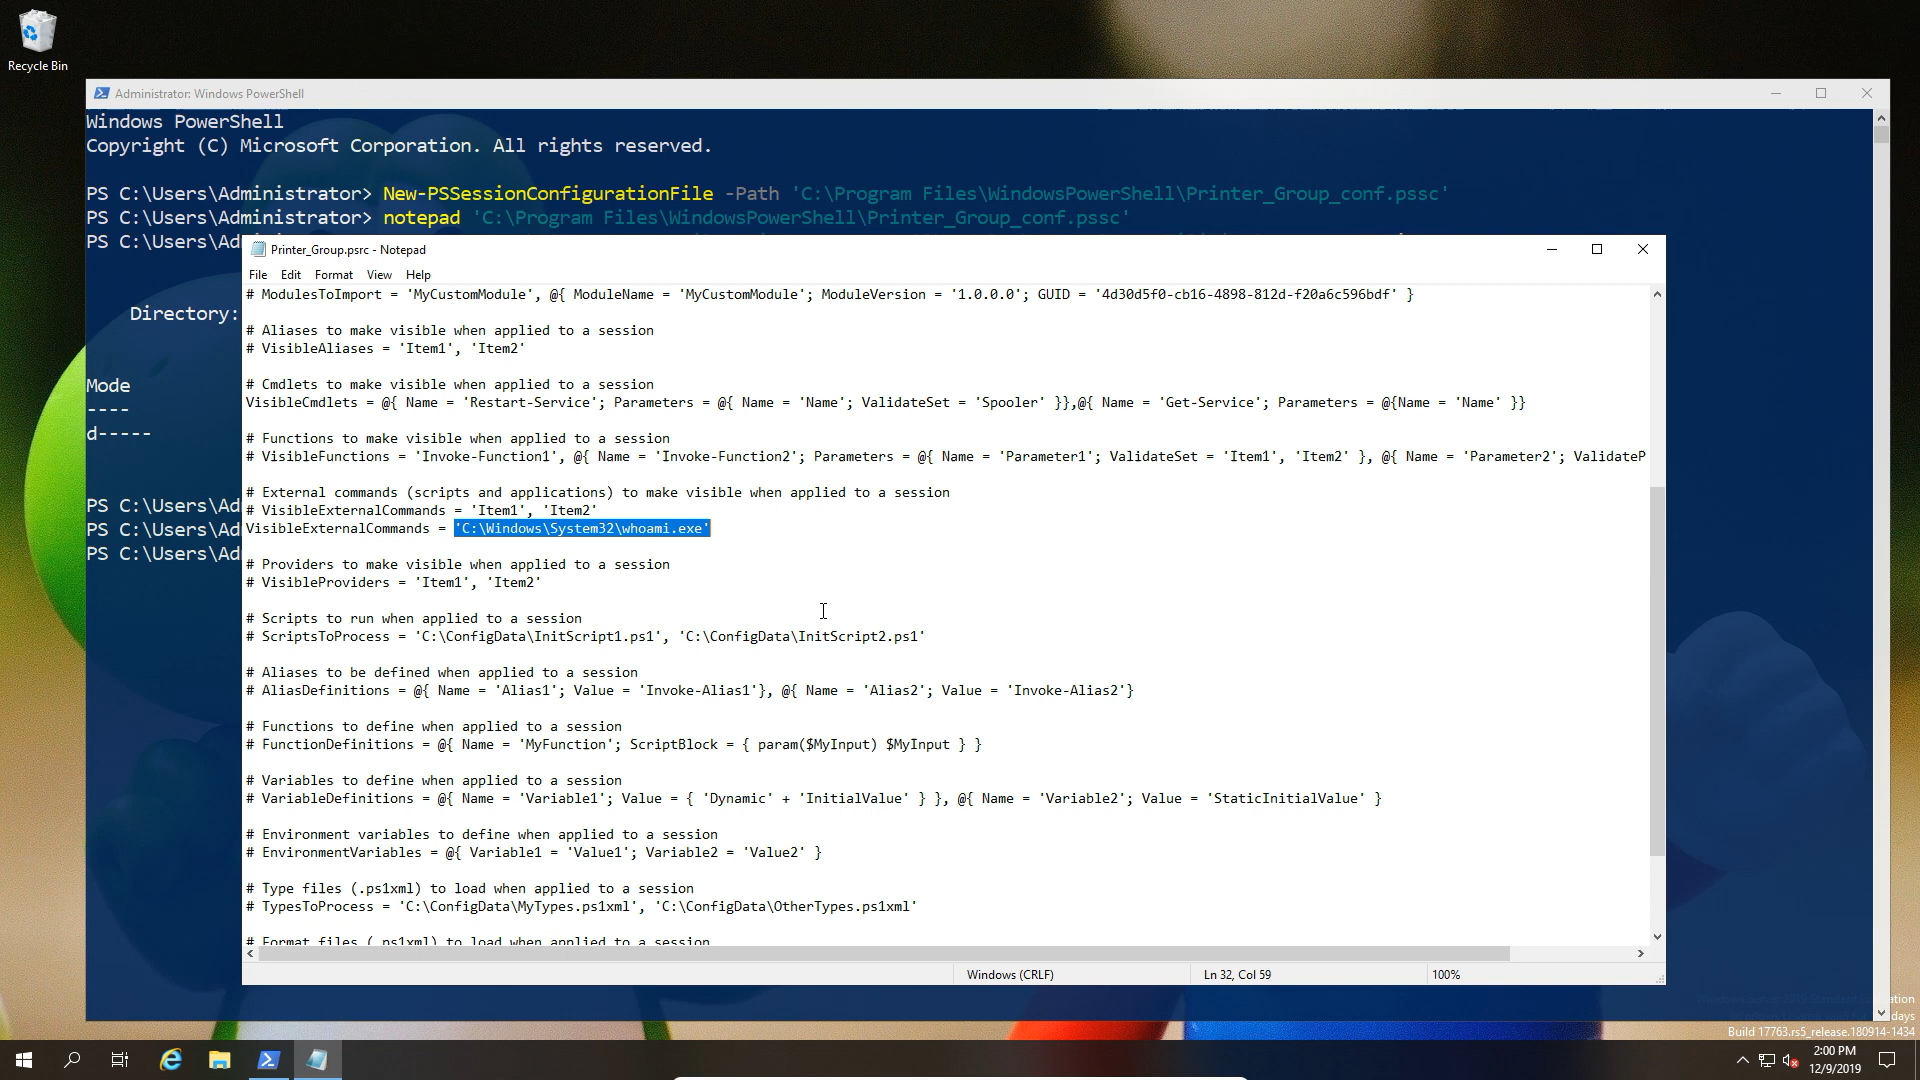 Recycle Bin
Administrator: Windows PowerShell
Windows PowerShell
Copyright (C) Microsoft Corporation. All rights reserved.
PS C:\Users\Administrator> New-PSSessionConfigurationFile -Path 'C:\Program Files\WindowsPowerShell\Printer_Group_conf.pssc'
PS C:\Users\Administrator> notepad 'C:\Program Files\WindowsPowerShell\Printer_Group_conf.pssc'
PS C:\Users\Ad
Directory:
Mode
----
d-----
PS C:\Users\Ad
PS C:\Users\Ad
PS C:\Users\Ad
Printer_Group.psrc - Notepad
File Edit Format View Help
# ModulesToImport = 'MyCustomModule', @{ ModuleName = 'MyCustomModule'; ModuleVersion = '1.0.0.0'; GUID = '4d30d5f0-cb16-4898-812d-f20a6c596bdf' }
# Aliases to make visible when applied to a session
# VisibleAliases = 'Item1', 'Item2'
# Cmdlets to make visible when applied to a session
VisibleCmdlets = @{ Name = 'Restart-Service'; Parameters = @{ Name = 'Name'; ValidateSet = 'Spooler' }},@{ Name = 'Get-Service'; Parameters = @{Name = 'Name' }}
# Functions to make visible when applied to a session
# VisibleFunctions = 'Invoke-Function1', @{ Name = 'Invoke-Function2'; Parameters = @{ Name = 'Parameter1'; ValidateSet = 'Item1', 'Item2' }, @{ Name = 'Parameter2'; ValidateP
# External commands (scripts and applications) to make visible when applied to a session
# VisibleExternalCommands = 'Item1', 'Item2'
VisibleExternalCommands = 'C:\Windows\System32\whoami.exe'
# Providers to make visible when applied to a session
# VisibleProviders = 'Item1', 'Item2'
# Scripts to run when applied to a session
# ScriptsToProcess = 'C:\ConfigData\InitScript1.ps1', 'C:\ConfigData\InitScript2.ps1'
# Aliases to be defined when applied to a session
# AliasDefinitions = @{ Name = 'Alias1'; Value = 'Invoke-Alias1'}, @{ Name = 'Alias2'; Value = 'Invoke-Alias2'}
# Functions to define when applied to a session
# FunctionDefinitions = @{ Name = 'MyFunction'; ScriptBlock = { param($MyInput) $MyInput } }
# Variables to define when applied to a session
# VariableDefinitions = @{ Name = 'Variable1'; Value = { 'Dynamic' + 'InitialValue' } }, @{ Name = 'Variable2'; Value = 'StaticInitialValue' }
# Environment variables to define when applied to a session
# EnvironmentVariables = @{ Variable1 = 'Value1'; Variable2 = 'Value2' }
# Type files (.ps1xml) to load when applied to a session
# TypesToProcess = 'C:\ConfigData\MyTypes.ps1xml', 'C:\ConfigData\OtherTypes.ps1xml'
# Format files (.ps1xml) to load when applied to a session
Windows (CRLF) Ln 32, Col 59 100%
ation
days
Build 17763.rs5_release.180914-1434
2:00 PM
12/9/2019